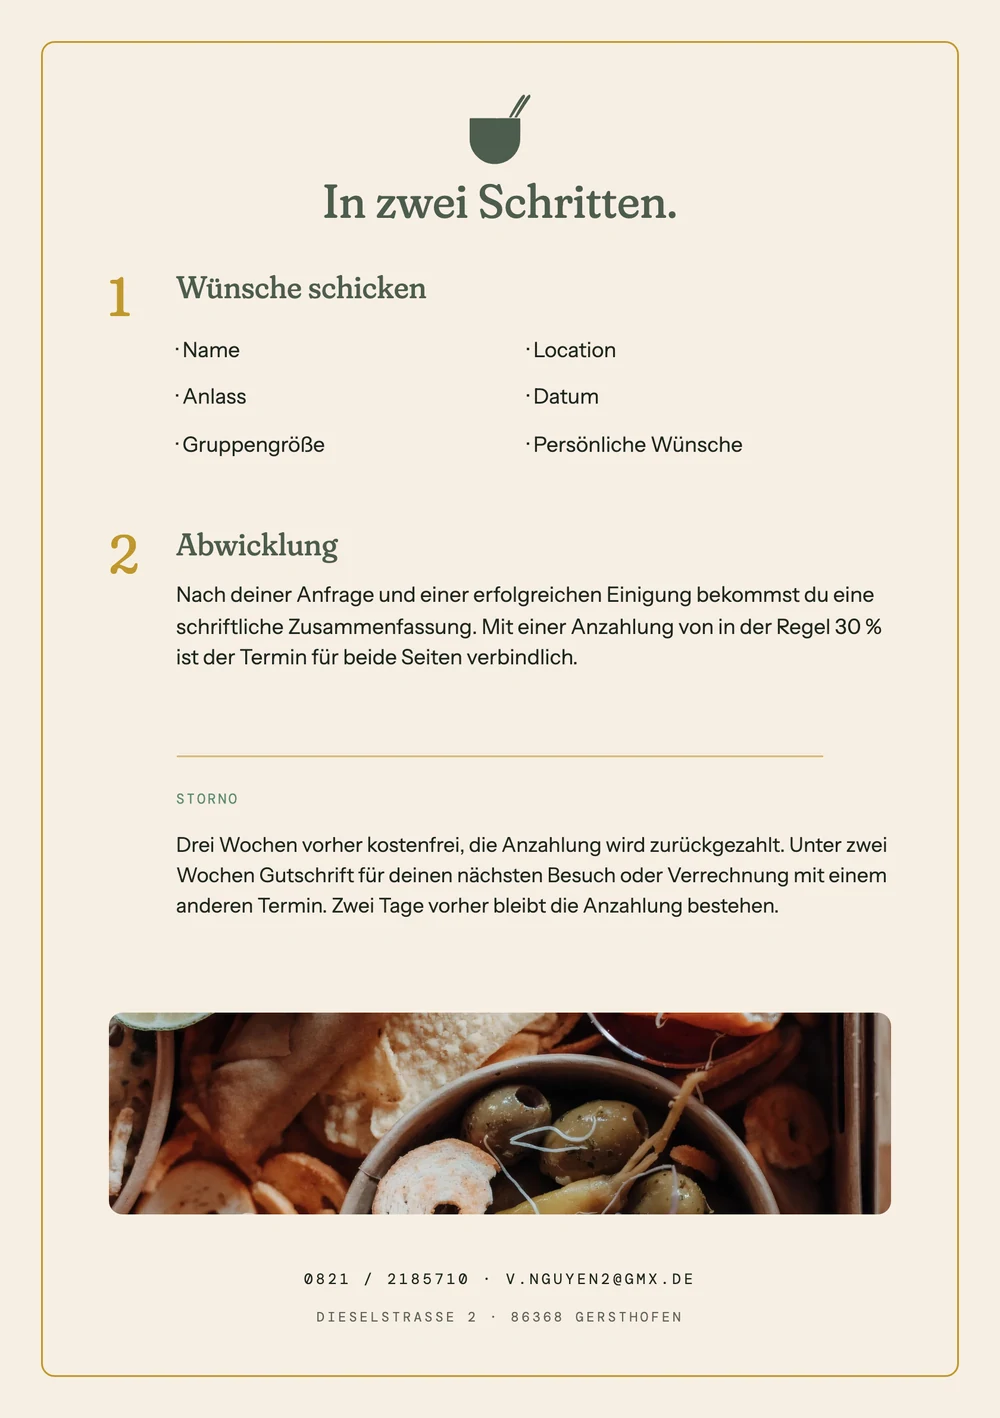 In zwei Schritten.
1
Wünsche schicken
· Name
· Location
· Anlass
· Datum
· Gruppengröße
· Persönliche Wünsche
2
Abwicklung
Nach deiner Anfrage und einer erfolgreichen Einigung bekommst du eine
schriftliche Zusammenfassung. Mit einer Anzahlung von in der Regel 30 %
ist der Termin für beide Seiten verbindlich.
STORNO
Drei Wochen vorher kostenfrei, die Anzahlung wird zurückgezahlt. Unter zwei
Wochen Gutschrift für deinen nächsten Besuch oder Verrechnung mit einem
anderen Termin. Zwei Tage vorher bleibt die Anzahlung bestehen.
0821 / 2185710 · V.NGUYEN2@GMX.DE
DIESELSTRASSE 2 · 86368 GERSTHOFEN